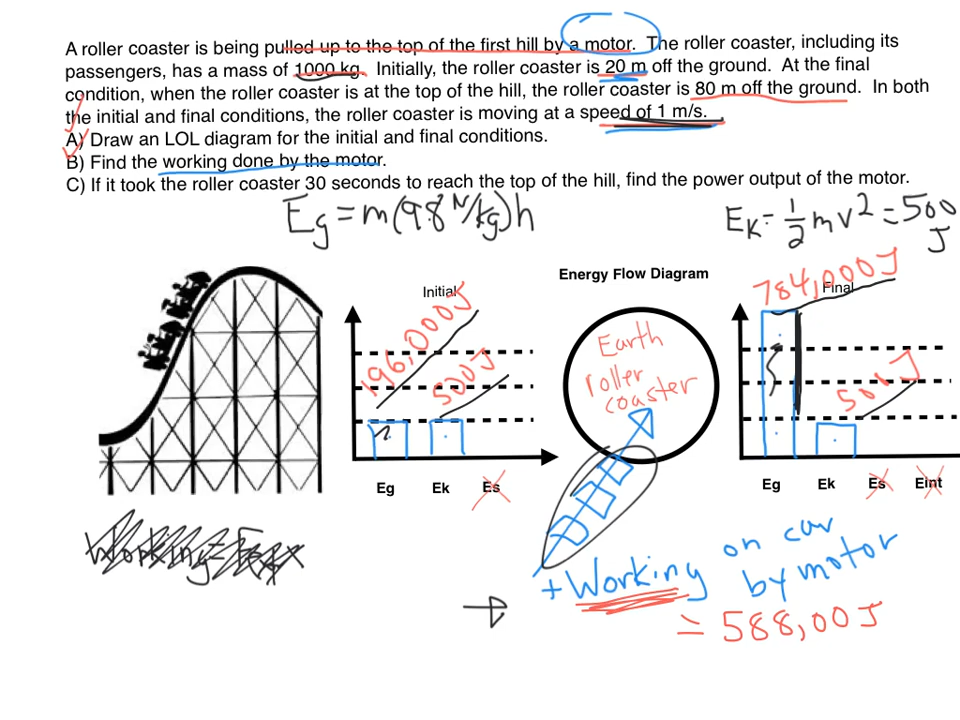 A roller coaster is being pulled up to the top of the first hill by a motor. The roller coaster, including its
passengers, has a mass of 1000 kg. Initially, the roller coaster is 20 m off the ground. At the final
condition, when the roller coaster is at the top of the hill, the roller coaster is 80 m off the ground. In both
the initial and final conditions, the roller coaster is moving at a speed of 1 m/s.
A) Draw an LOL diagram for the initial and final conditions.
B) Find the working done by the motor.
C) If it took the roller coaster 30 seconds to reach the top of the hill, find the power output of the motor.
Eg = m(9.8 N/kg)h
EK = 1/2 mv² = 500 J
Energy Flow Diagram
Initial
196,000J
500J
Earth
roller
coaster
784,000J
Final
500J
Eg Ek Es
Eg Ek Es Eint
+Working on car
by motor
= 588,00J